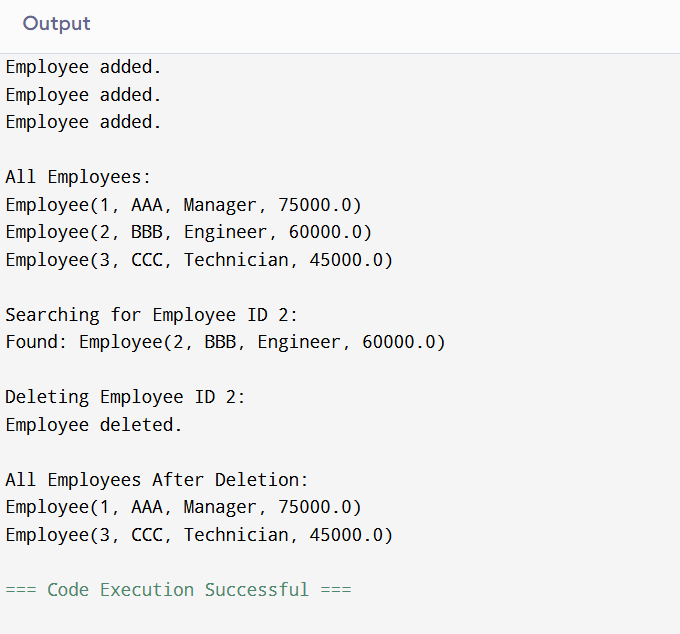 Output
Employee added.
Employee added.
Employee added.
All Employees:
Employee(1, AAA, Manager, 75000.0)
Employee(2, BBB, Engineer, 60000.0)
Employee(3, CCC, Technician, 45000.0)
Searching for Employee ID 2:
Found: Employee(2, BBB, Engineer, 60000.0)
Deleting Employee ID 2:
Employee deleted.
All Employees After Deletion:
Employee(1, AAA, Manager, 75000.0)
Employee(3, CCC, Technician, 45000.0)
=== Code Execution Successful ===